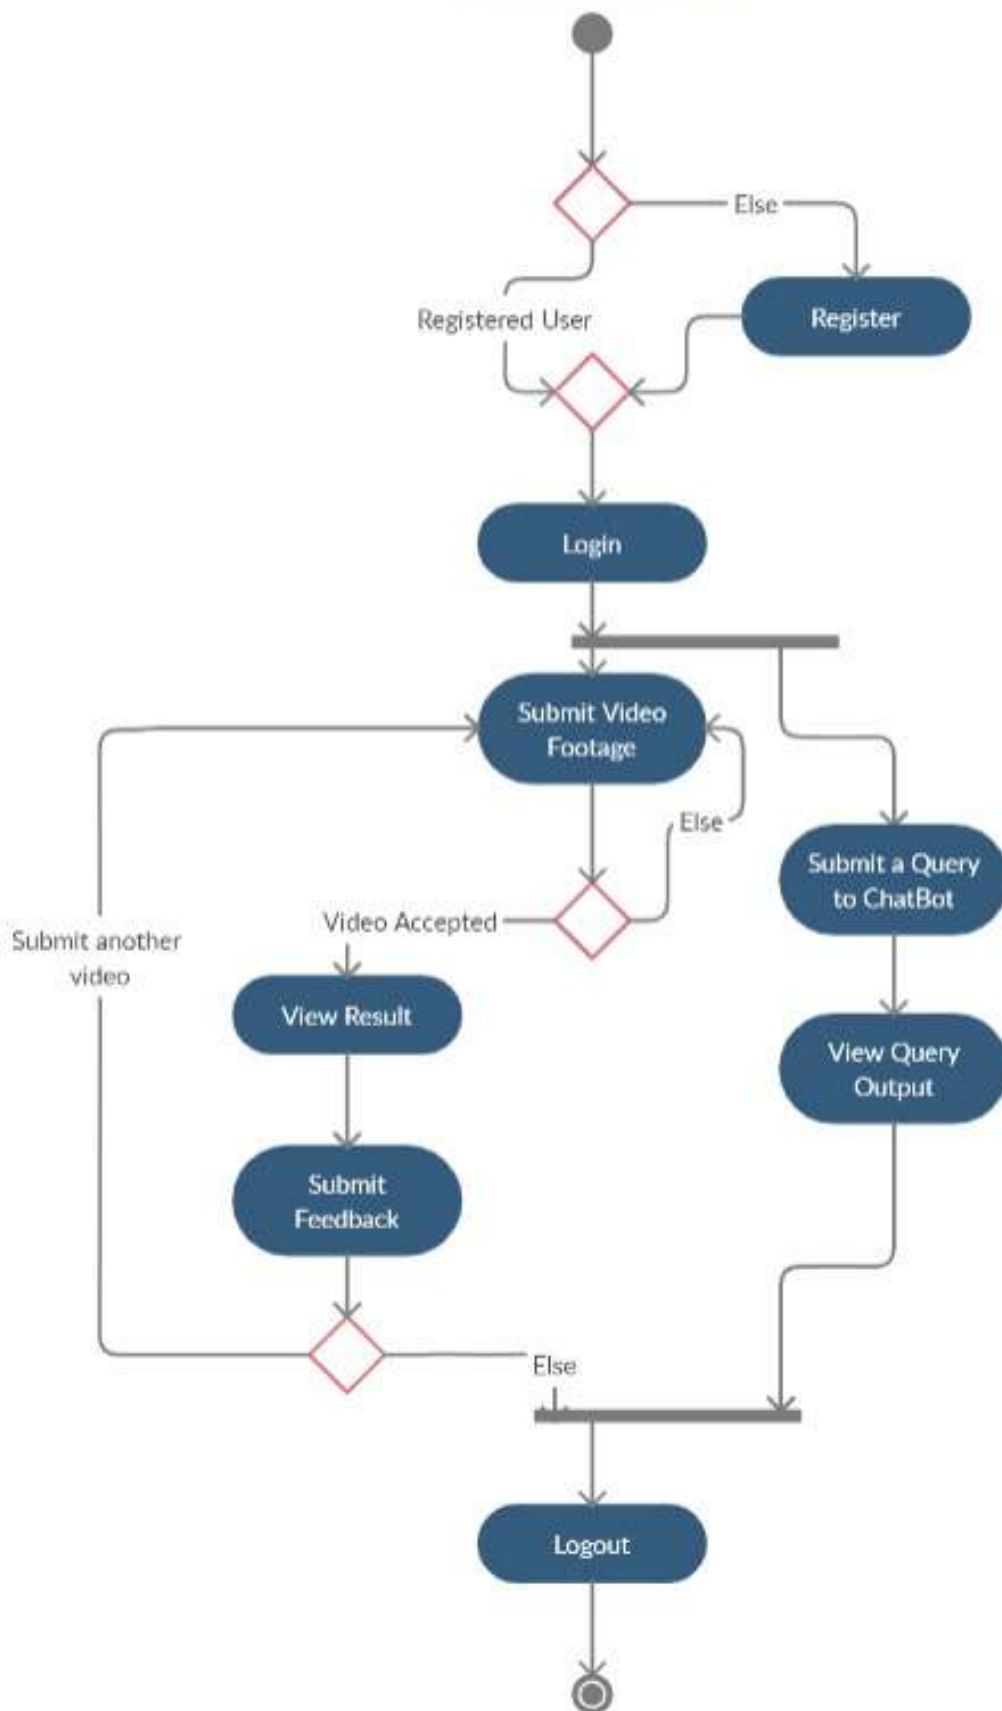 Else
Registered User
Register
Login
Submit Video
Footage
Else
Submit a Query
to ChatBot
Video Accepted
Submit another
video
View Result
View Query
Output
Submit
Feedback
Else
Logout